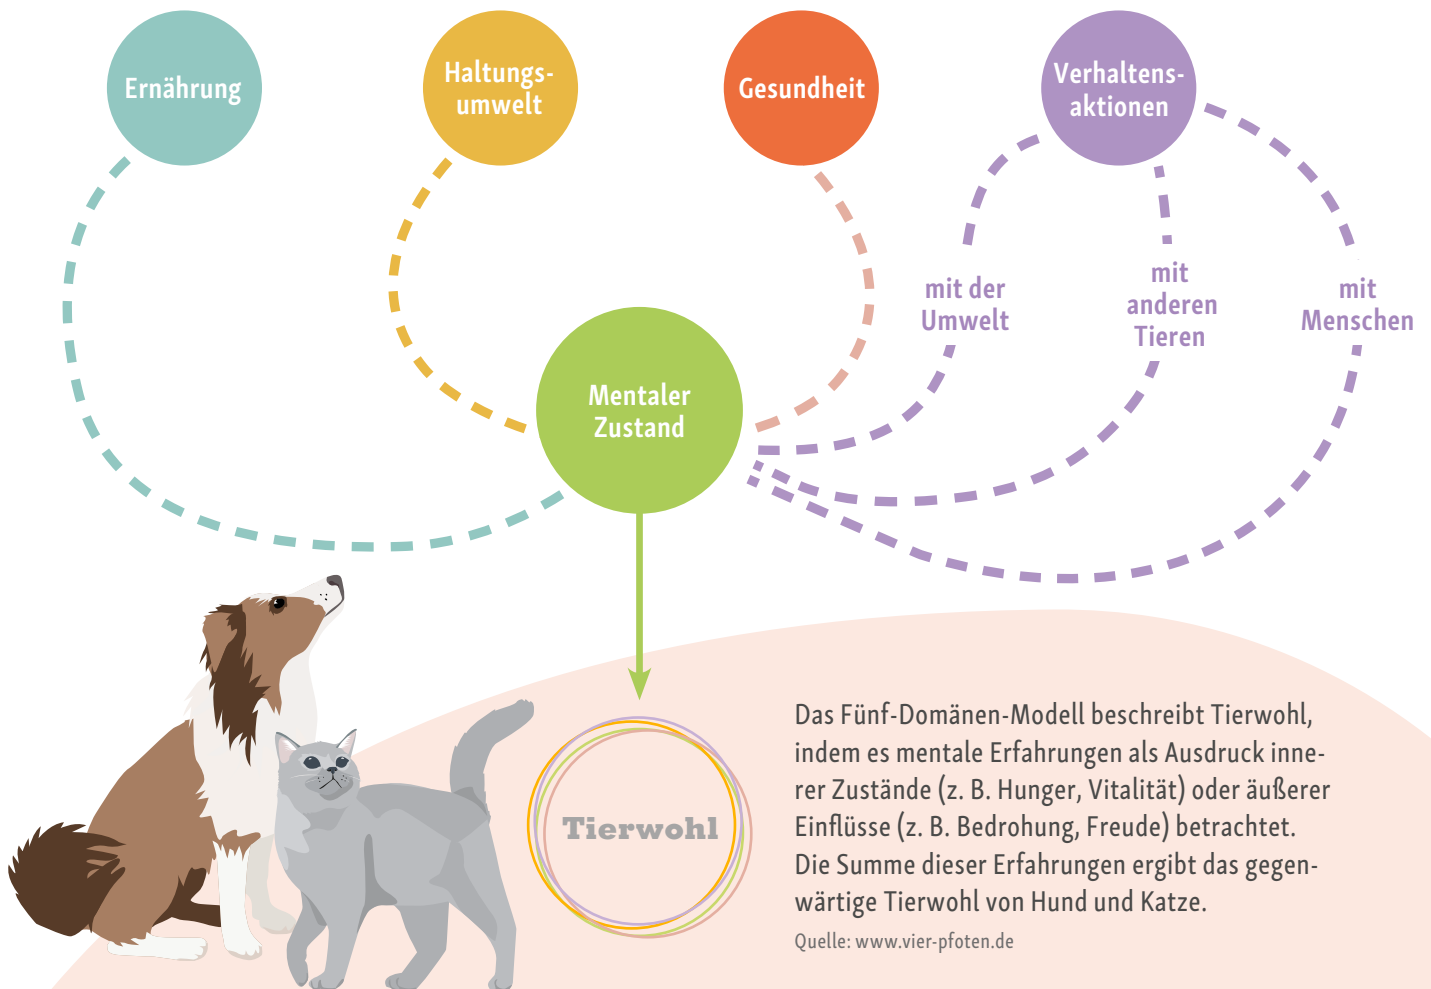 Ernährung
Haltungs-
umwelt
Gesundheit
Verhaltens-
aktionen
mit der
Umwelt
mit
anderen
Tieren
mit
Menschen
Mentaler
Zustand
Tierwohl
Das Fünf-Domänen-Modell beschreibt Tierwohl,
indem es mentale Erfahrungen als Ausdruck inne-
rer Zustände (z. B. Hunger, Vitalität) oder äußerer
Einflüsse (z. B. Bedrohung, Freude) betrachtet.
Die Summe dieser Erfahrungen ergibt das gegen-
wärtige Tierwohl von Hund und Katze.
Quelle: www.vier-pfoten.de